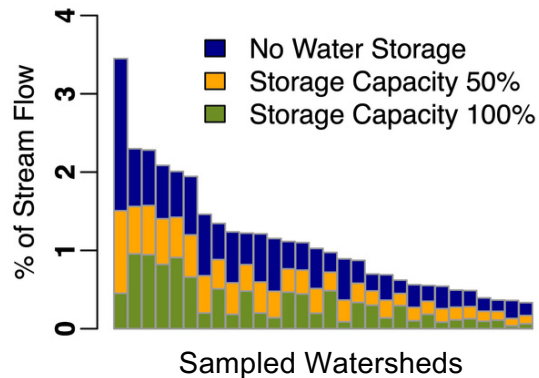 % of Stream Flow
4
3
2
1
0
No Water Storage
Storage Capacity 50%
Storage Capacity 100%
Sampled Watersheds